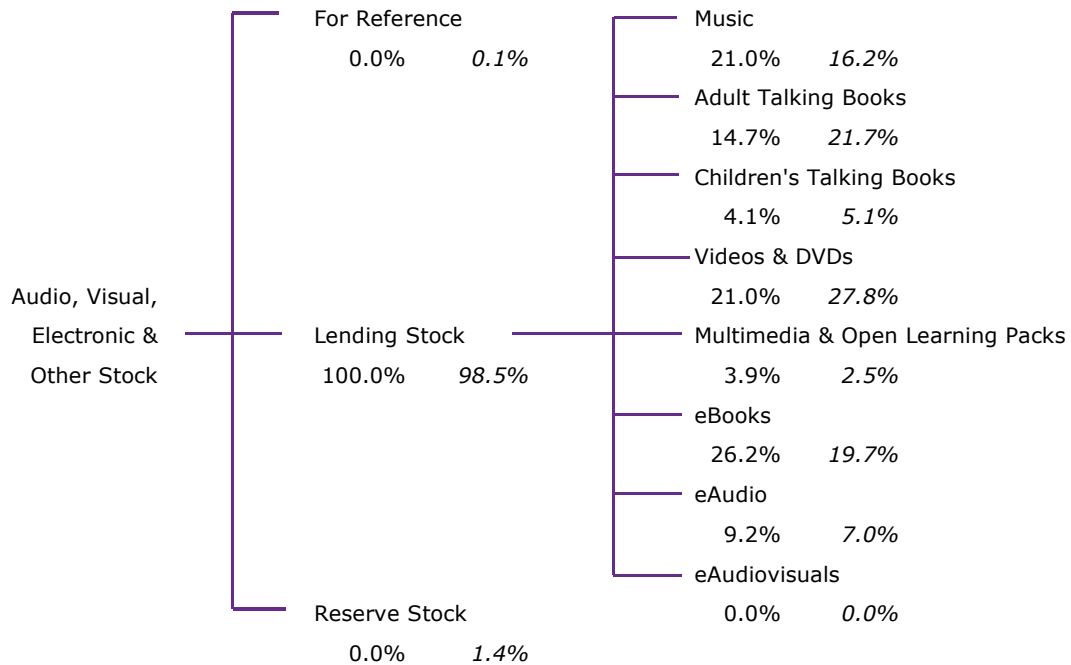 For Reference
0.0% 0.1%
Audio, Visual,
Electronic &
Other Stock
Lending Stock
100.0% 98.5%
Reserve Stock
0.0% 1.4%
Music
21.0% 16.2%
Adult Talking Books
14.7% 21.7%
Children's Talking Books
4.1% 5.1%
Videos & DVDs
21.0% 27.8%
Multimedia & Open Learning Packs
3.9% 2.5%
eBooks
26.2% 19.7%
eAudio
9.2% 7.0%
eAudiovisuals
0.0% 0.0%